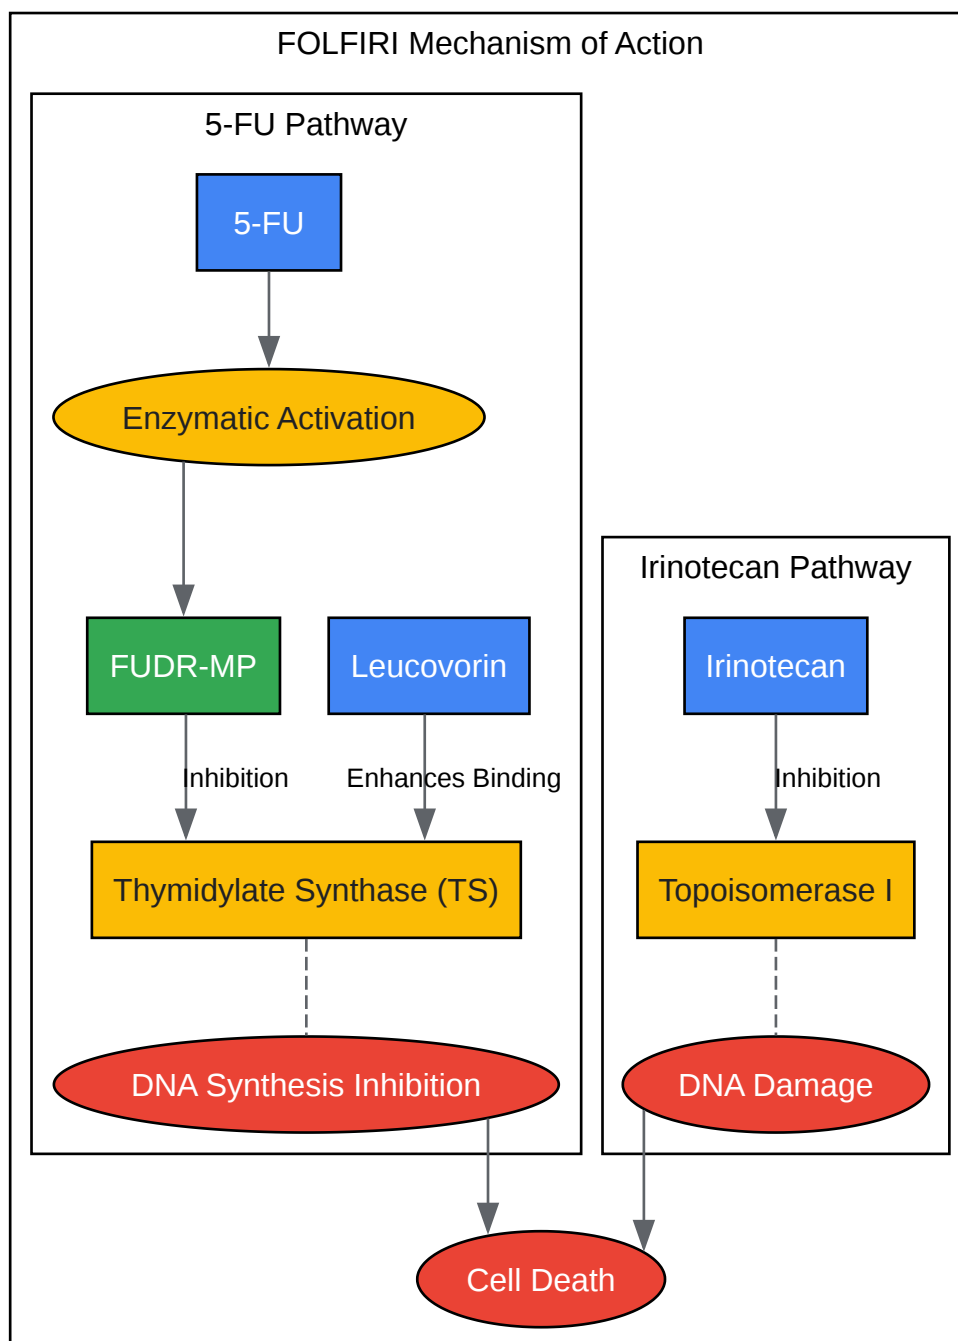 FOLFIRI Mechanism of Action
5-FU Pathway
5-FU
Enzymatic Activation
Irinotecan Pathway
FUDR-MP
Leucovorin
Irinotecan
Inhibition
Enhances Binding
Inhibition
Thymidylate Synthase (TS)
Topoisomerase I
DNA Synthesis Inhibition
DNA Damage
Cell Death